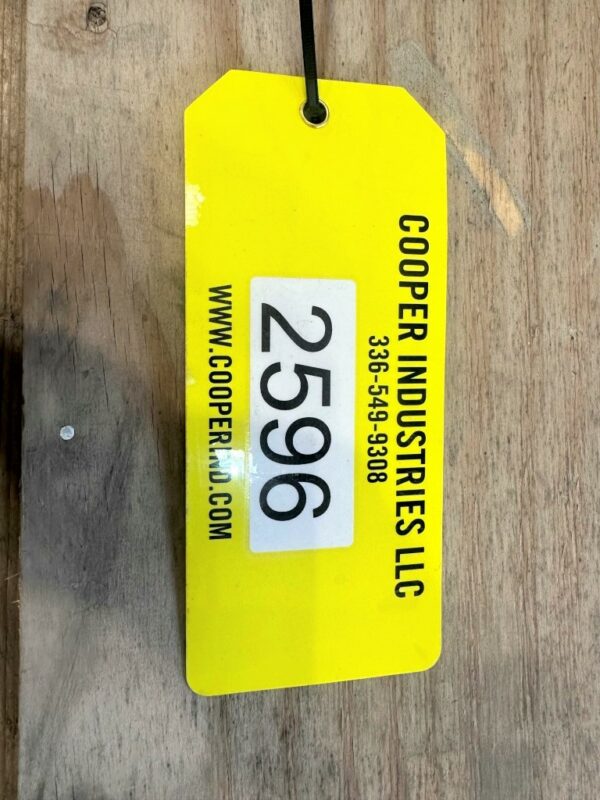 COOPER INDUSTRIES LLC
336-549-9308
2596
WWW.COOPERIND.COM